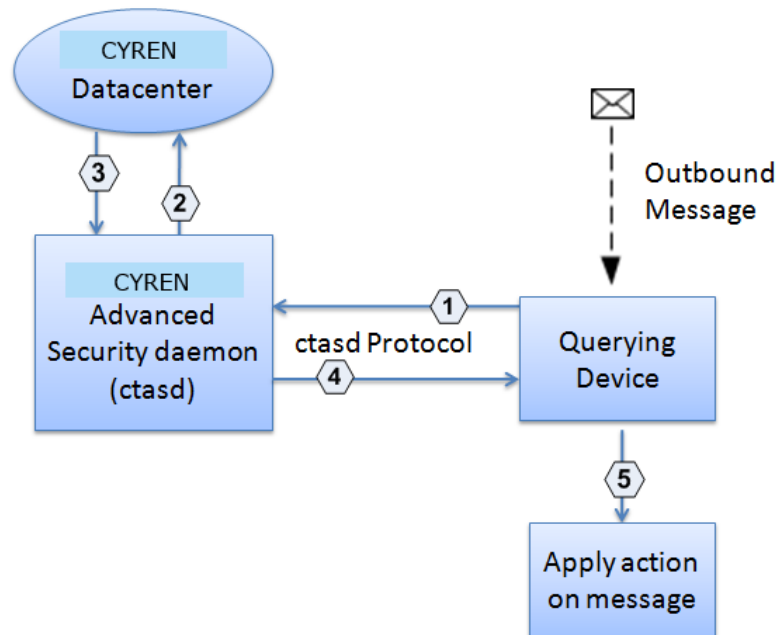 CYREN
Datacenter
3
2
Outbound
Message
CYREN
Advanced
Security daemon
(ctasd)
1
ctasd Protocol
4
Querying
Device
5
Apply action
on message